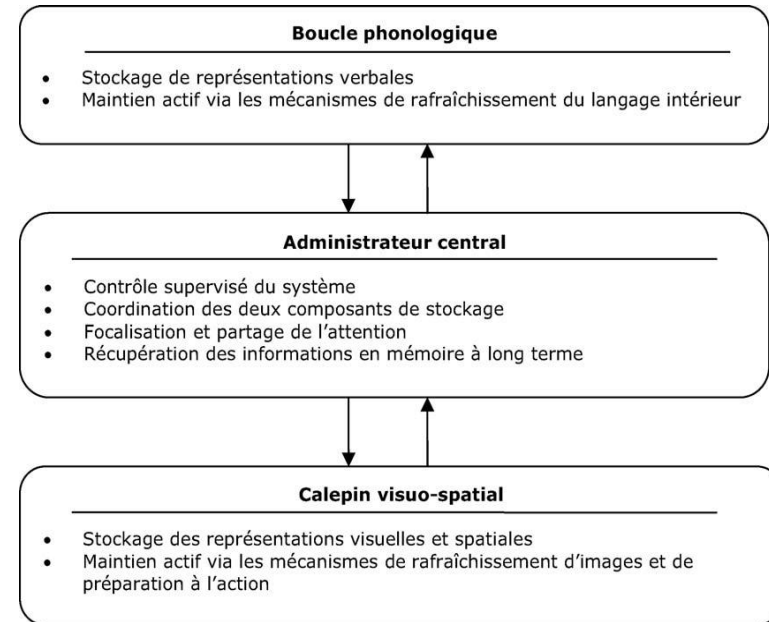 Boucle phonologique
• Stockage de représentations verbales
• Maintien actif via les mécanismes de rafraîchissement du langage intérieur
Administrateur central
• Contrôle supervisé du système
• Coordination des deux composants de stockage
• Focalisation et partage de l’attention
• Récupération des informations en mémoire à long terme
Calepin visuo-spatial
• Stockage des représentations visuelles et spatiales
• Maintien actif via les mécanismes de rafraîchissement d’images et de
préparation à l’action